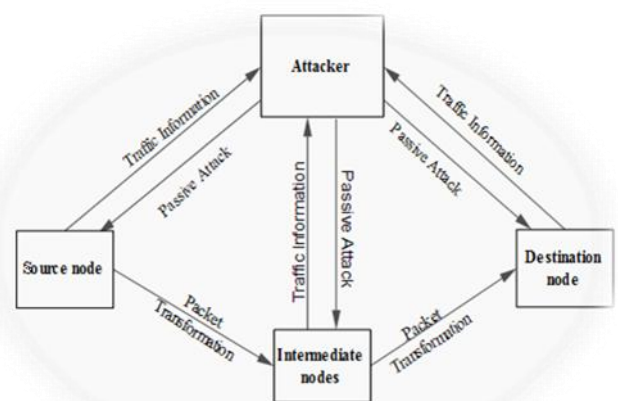 Attacker
Traffic Information
Passive Attack
Traffic Information
Passive Attack
Traffic Information
Passive Attack
Source node
Destination
node
Packet
Transformation
Packet
Transformation
Intermediate
nodes